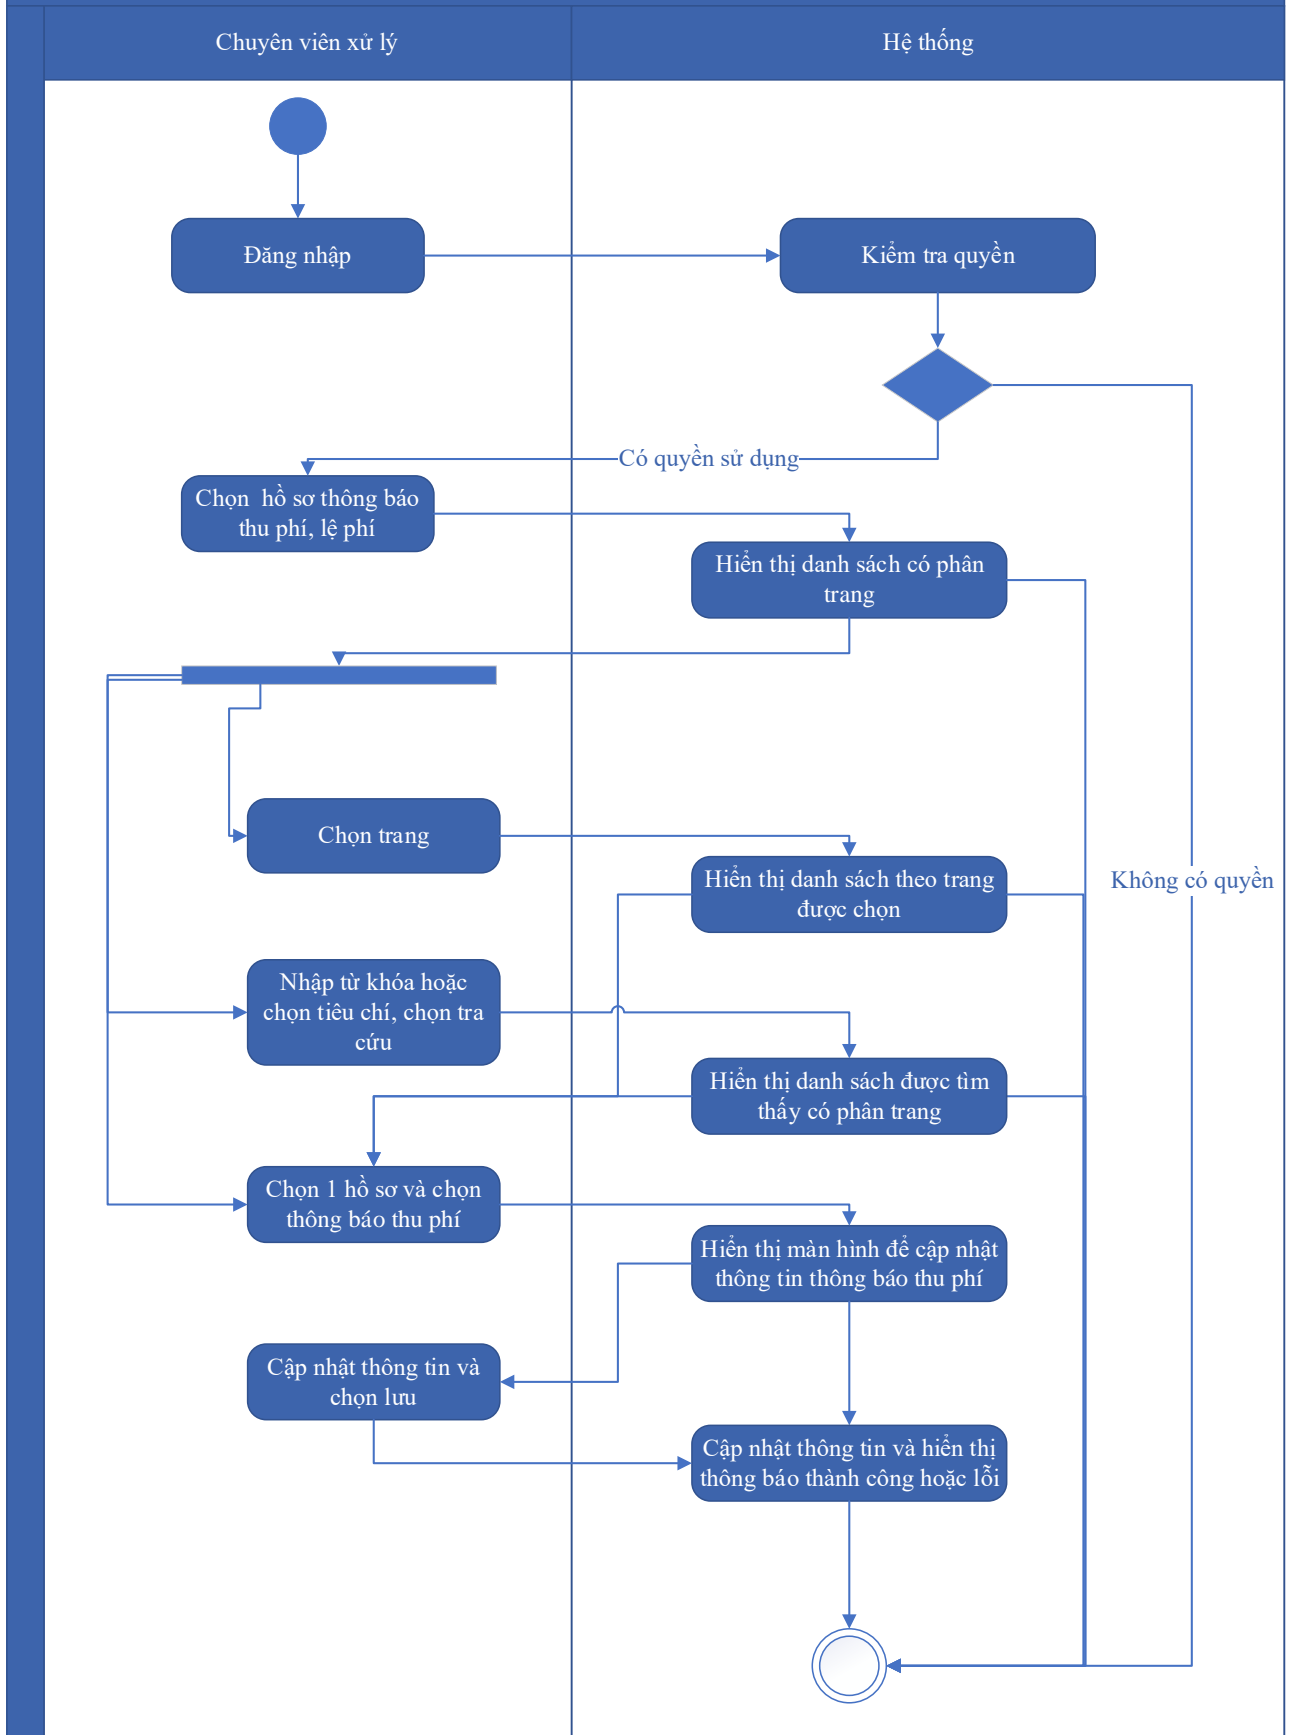 Chuyên viên xử lý
Hệ thống
Đăng nhập
Kiểm tra quyền
Có quyền sử dụng
Chọn  hồ sơ thông báo
thu phí, lệ phí
Hiển thị danh sách có phân
trang
Chọn trang
Hiển thị danh sách theo trang
được chọn
Không có quyền
Nhập từ khóa hoặc
chọn tiêu chí, chọn tra
cứu
Hiển thị danh sách được tìm
thấy có phân trang
Chọn 1 hồ sơ và chọn
thông báo thu phí
Hiển thị màn hình để cập nhật
thông tin thông báo thu phí
Cập nhật thông tin và
chọn lưu
Cập nhật thông tin và hiển thị
thông báo thành công hoặc lỗi